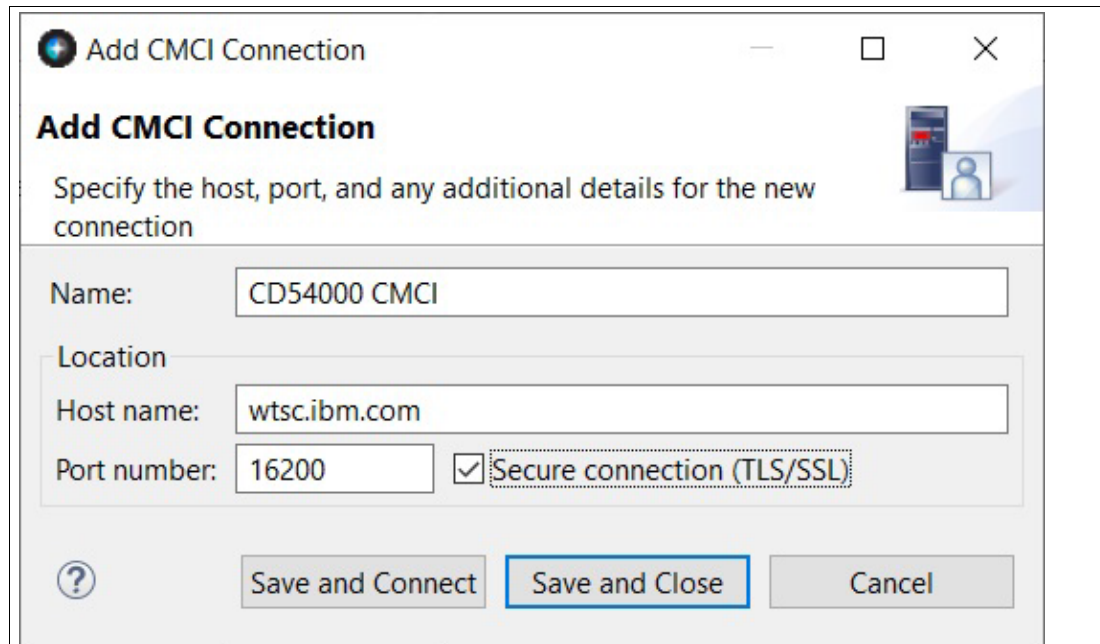 Add CMCI Connection
Add CMCI Connection
Specify the host, port, and any additional details for the new
connection
Name: CD54000 CMCI
Location
Host name: wtsc.ibm.com
Port number: 16200 Secure connection (TLS/SSL)
? Save and Connect Save and Close Cancel